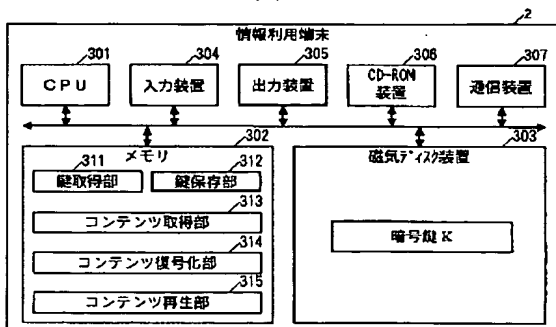 2
情報利用端末
301 304 305 306 307
CPU 入力装置 出力装置 CD-ROM装置 通信装置
302 303
メモリ 磁気ディスク装置
311 312
鍵取得部 鍵保存部
313
コンテンツ取得部
314
コンテンツ復号化部
315
コンテンツ再生部
暗号鍵K